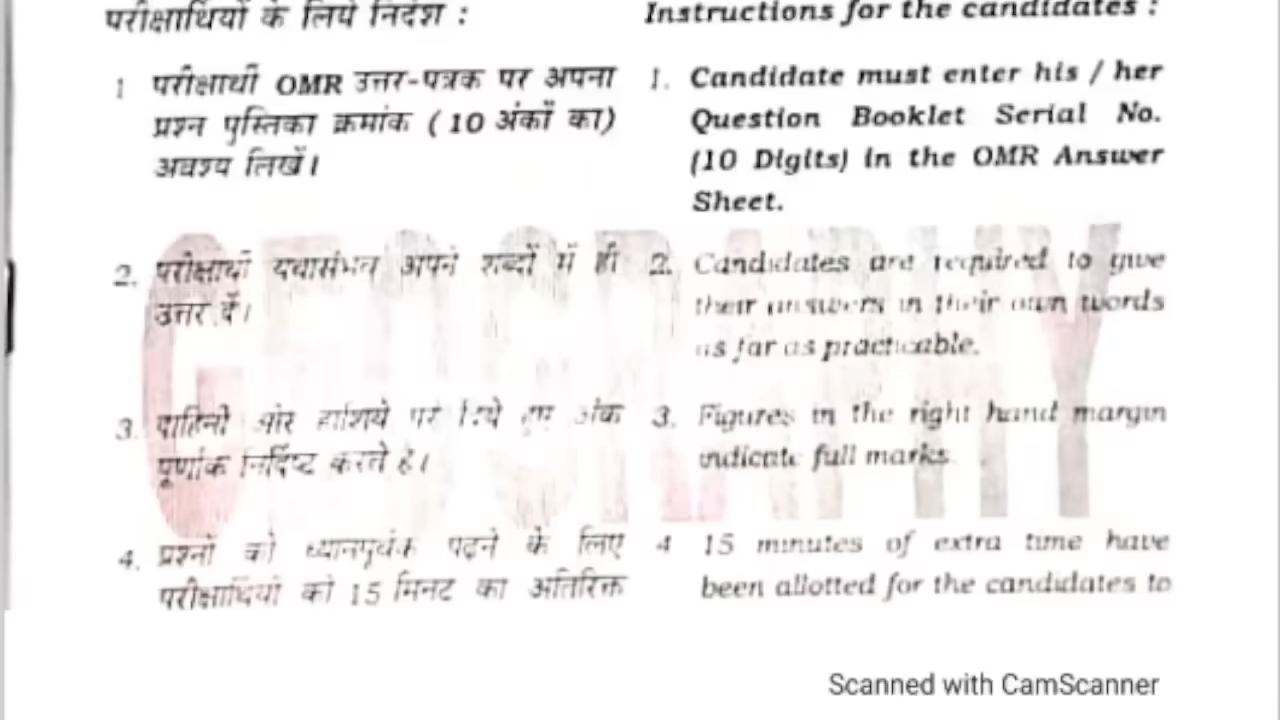 परीक्षार्थियों के लिये निर्देश :
1 परीक्षार्थी OMR उत्तर-पत्रक पर अपना
प्रश्न पुस्तिका क्रमांक ( 10 अंकों का)
अवश्य लिखें।
2. परीक्षार्थी यथासंभव अपने शब्दों में ही
उत्तर दें।
3. दाहिनी ओर हाशिये पर दिये हुए अंक
पूर्णांक निर्दिष्ट करते हैं।
4. प्रश्नों को ध्यानपूर्वक पढ़ने के लिए
परीक्षार्थियों को 15 मिनट का अतिरिक्त
Instructions for the candidates :
1. Candidate must enter his / her
Question Booklet Serial No.
(10 Digits) in the OMR Answer
Sheet.
2. Candidates are required to give
their answers in their own words
as far as practicable.
3. Figures in the right hand margin
indicate full marks
4 15 minutes of extra time have
been allotted for the candidates to
GEOGRAPHY
Scanned with CamScanner